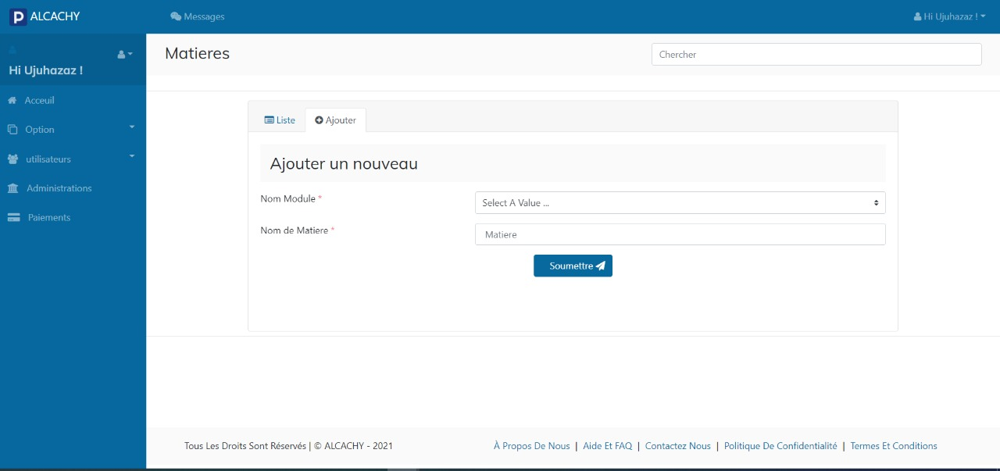 ALCACHY
Messages
Hi Ujuhazaz !
Hi Ujuhazaz !
Acceuil
Option
utilisateurs
Administrations
Paiements
Matieres
Chercher
Liste
Ajouter
Ajouter un nouveau
Nom Module *
Select A Value ...
Nom de Matiere *
Matiere
Soumettre
Tous Les Droits Sont Réservés | © ALCACHY - 2021
À Propos De Nous | Aide Et FAQ | Contactez Nous | Politique De Confidentialité | Termes Et Conditions